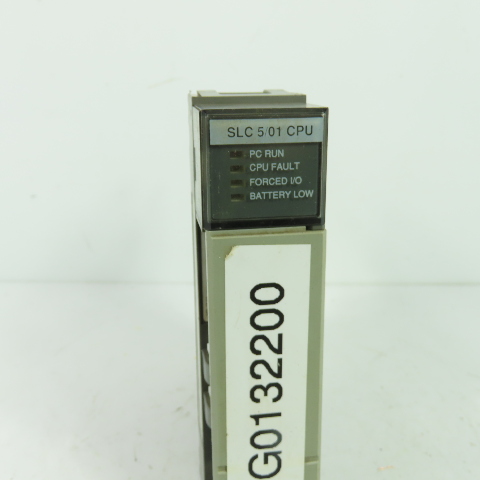 SLC 5/01 CPU
PC RUN
CPU FAULT
FORCED I/O
BATTERY LOW
G0132200